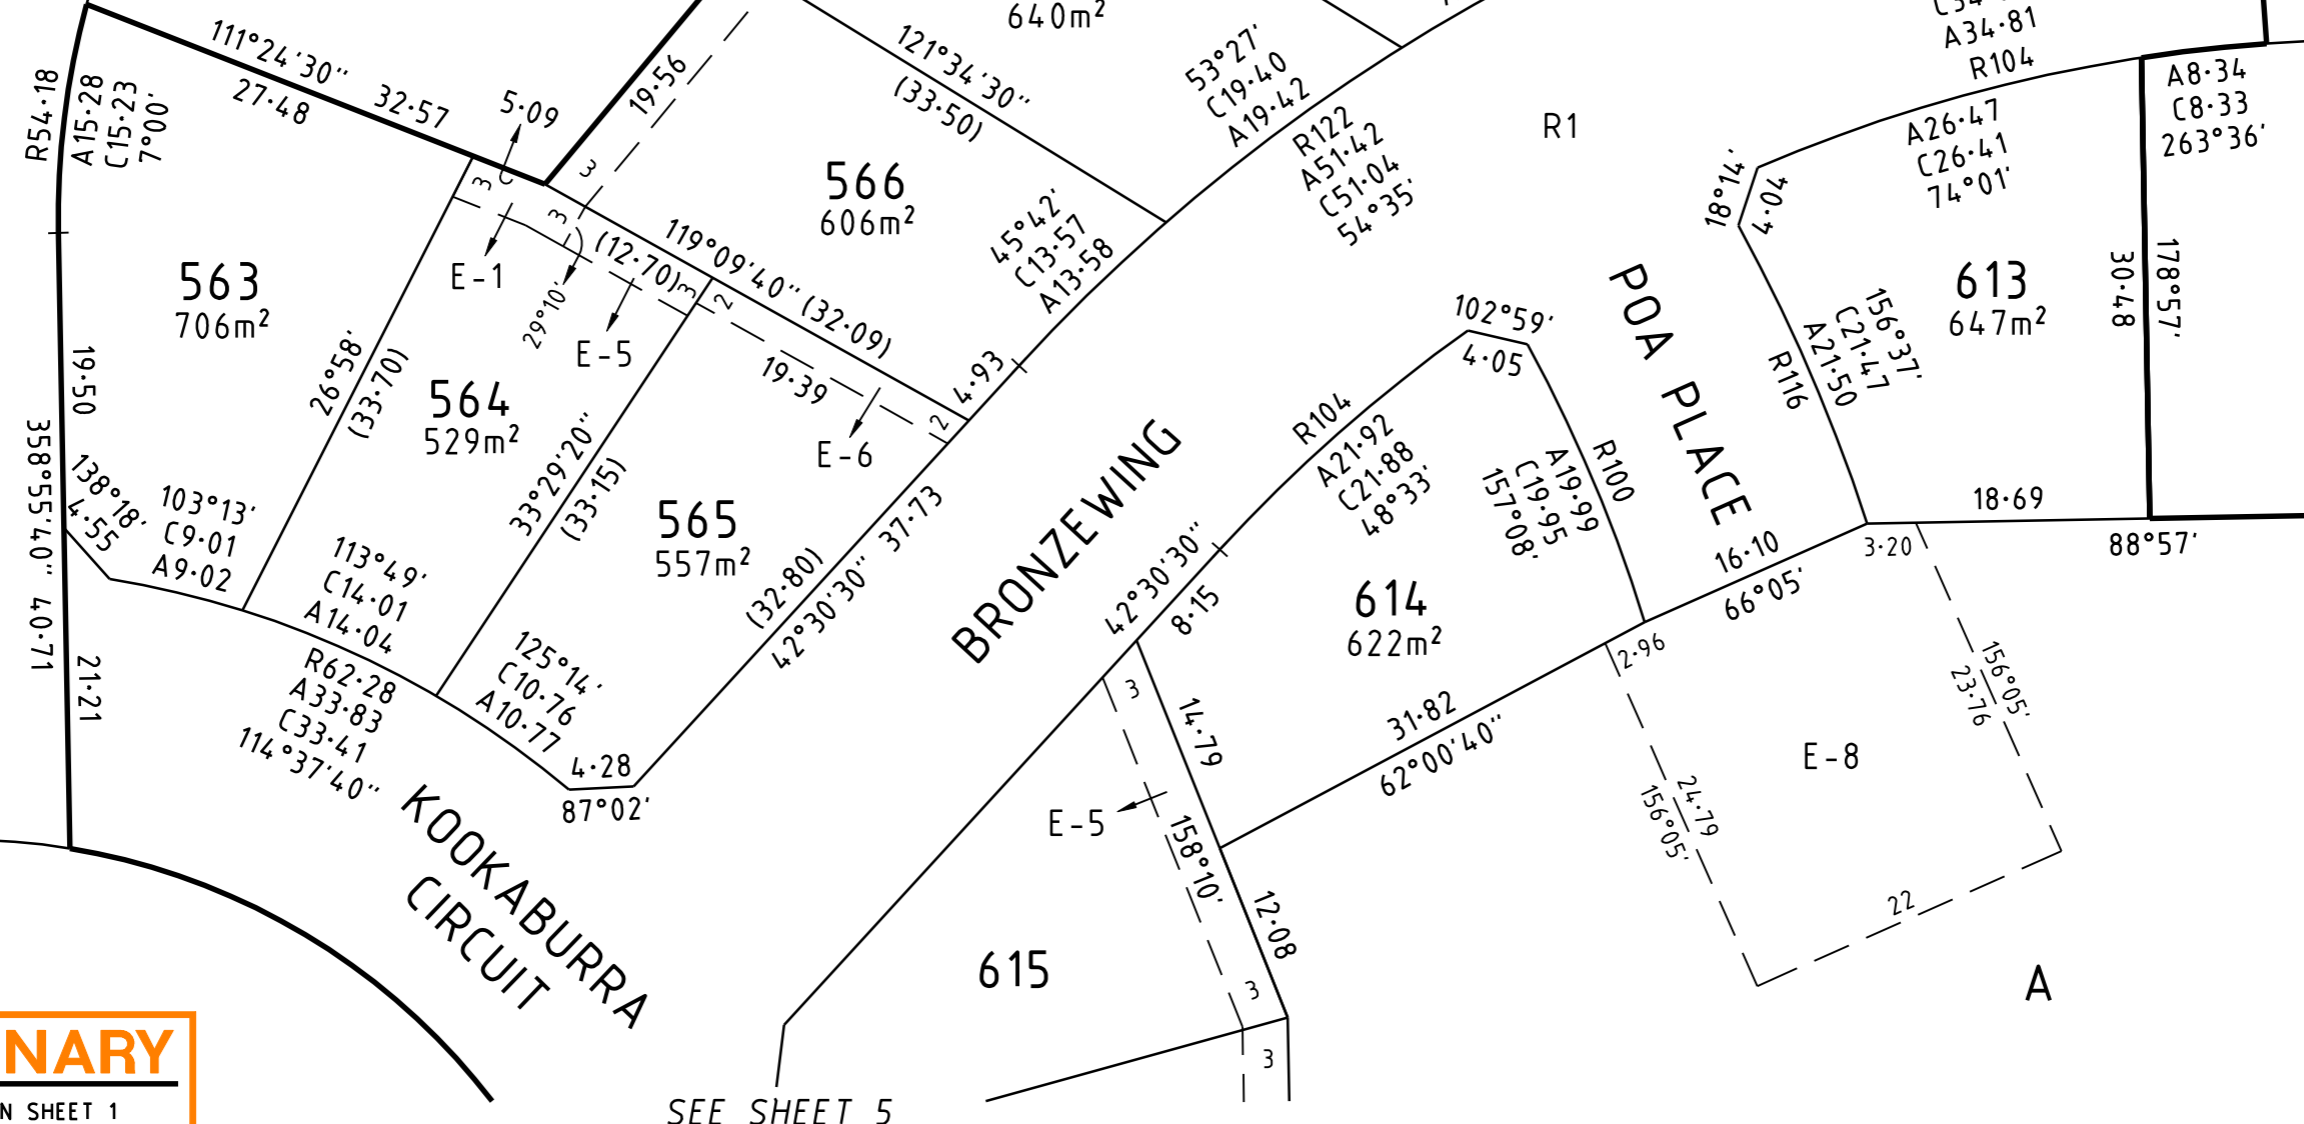 640m²
A34·81
R104
A8·34
C8·33
263°36'
111°24'30"
27·48
32·57
5·09
19·56
121°34'30"
(33·50)
53°27'
C19·40
A19·42
R122
A51·42
C51·04
54°35'
R1
R54·18
A15·28
C15·23
7°00'
A26·47
C26·41
74°01'
18°14'
4·04
3
3
3
566
606m²
45°42'
C13·57
A13·58
119°09'40" (32·09)
(12·70)
3
2
E-1
29°10'
E-5
563
706m²
19·50
26°58'
(33·70)
564
529m²
19·39
4·93
2
E-6
33°29'20"
(33·15)
565
557m²
(32·80)
37·73
42°30'30"
358°55'40" 40·71
138°18'
4·55
103°13'
C9·01
A9·02
113°49'
C14·01
A14·04
125°14'
C10·76
A10·77
21·21
R62·28
A33·83
C33·41
114°37'40"
4·28
87°02'
KOOKABURRA
CIRCUIT
BRONZEWING
POA PLACE
102°59'
4·05
R104
A21·92
C21·88
48°33'
R100
A19·99
C19·95
157°08'
42°30'30"
8·15
614
622m²
613
647m²
156°37'
C21·47
A21·50
R116
30·48
178°57'
18·69
3·20
88°57'
16·10
66°05'
2·96
31·82
62°00'40"
3
14·79
E-5
158°10'
12·08
615
3
3
24·79
156°05'
156°05'
23·76
E-8
22
A
NARY
N SHEET 1
SEE SHEET 5